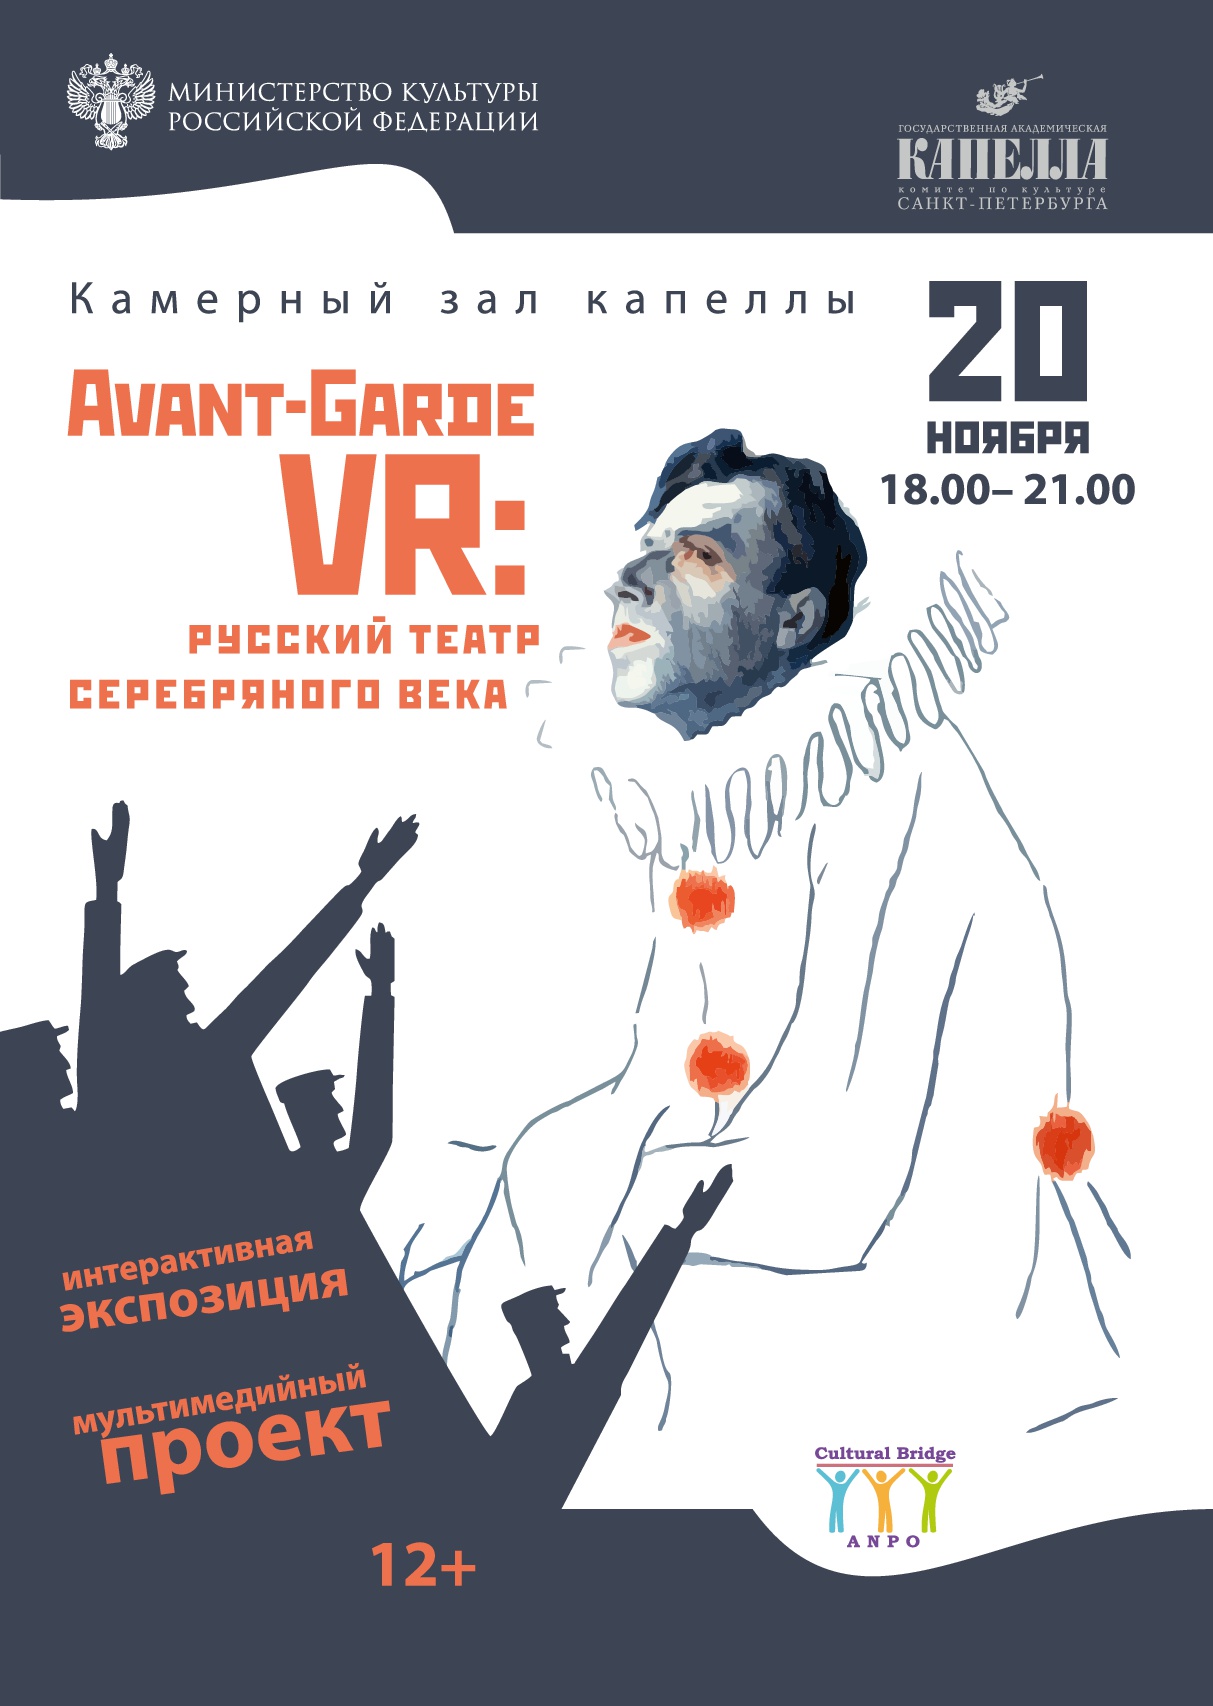 МИНИСТЕРСТВО КУЛЬТУРЫ
РОССИЙСКОЙ ФЕДЕРАЦИИ
ГОСУДАРСТВЕННАЯ АКАДЕМИЧЕСКАЯ
КАПЕЛЛА
КОМИТЕТ ПО КУЛЬТУРЕ
САНКТ-ПЕТЕРБУРГА
Камерный зал капеллы
20
НОЯБРЯ
18.00– 21.00
AVANT-GARDE
VR:
РУССКИЙ ТЕАТР
СЕРЕБРЯНОГО ВЕКА
интерактивная
экспозиция
мультимедийный
проект
Cultural Bridge
ANPO
12+